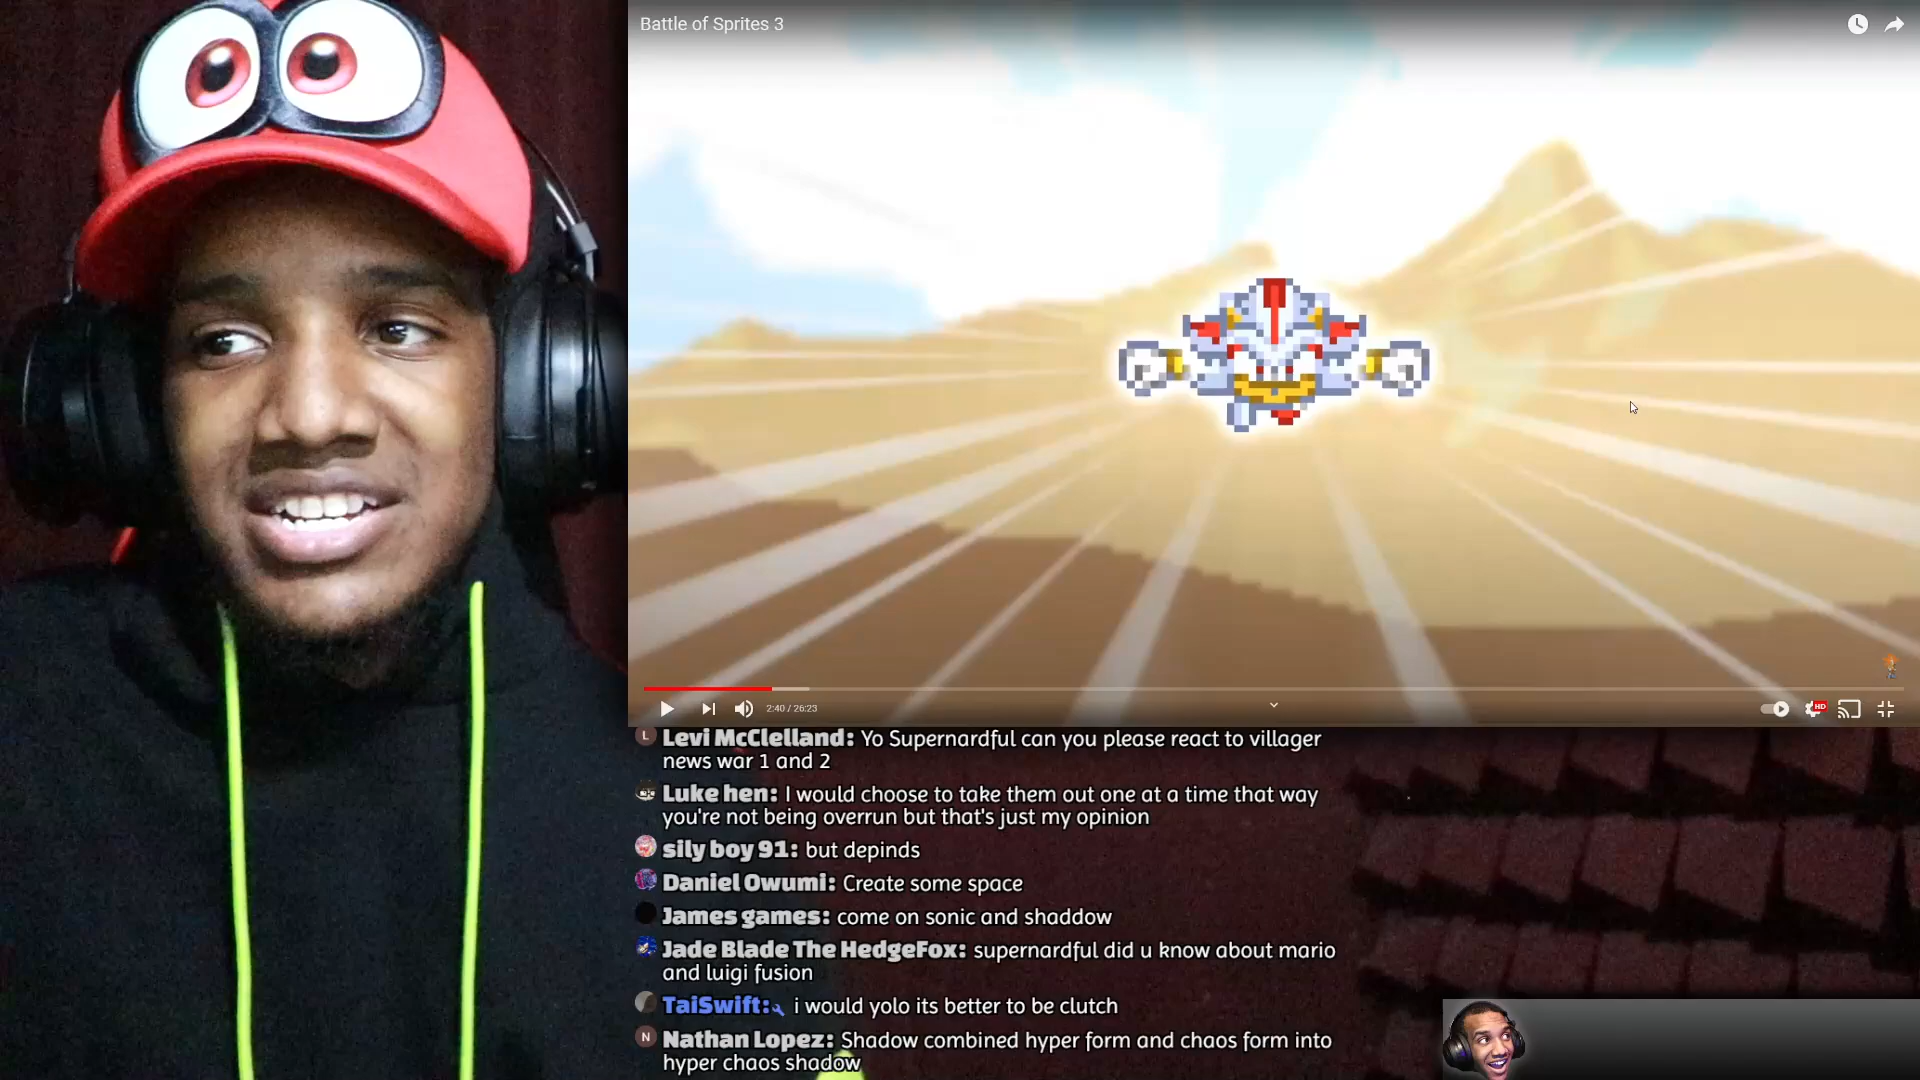 Battle of Sprites 3
HD
2:40 / 26:23
L Levi McClelland: Yo Supernardful can you please react to villager
news war 1 and 2
Luke hen: I would choose to take them out one at a time that way
you're not being overrun but that's just my opinion
sily boy 91: but depinds
Daniel Owumi: Create some space
James games: come on sonic and shaddow
Jade Blade The HedgeFox: supernardful did u know about mario
and luigi fusion
TaiSwift: i would yolo its better to be clutch
N Nathan Lopez: Shadow combined hyper form and chaos form into
hyper chaos shadow